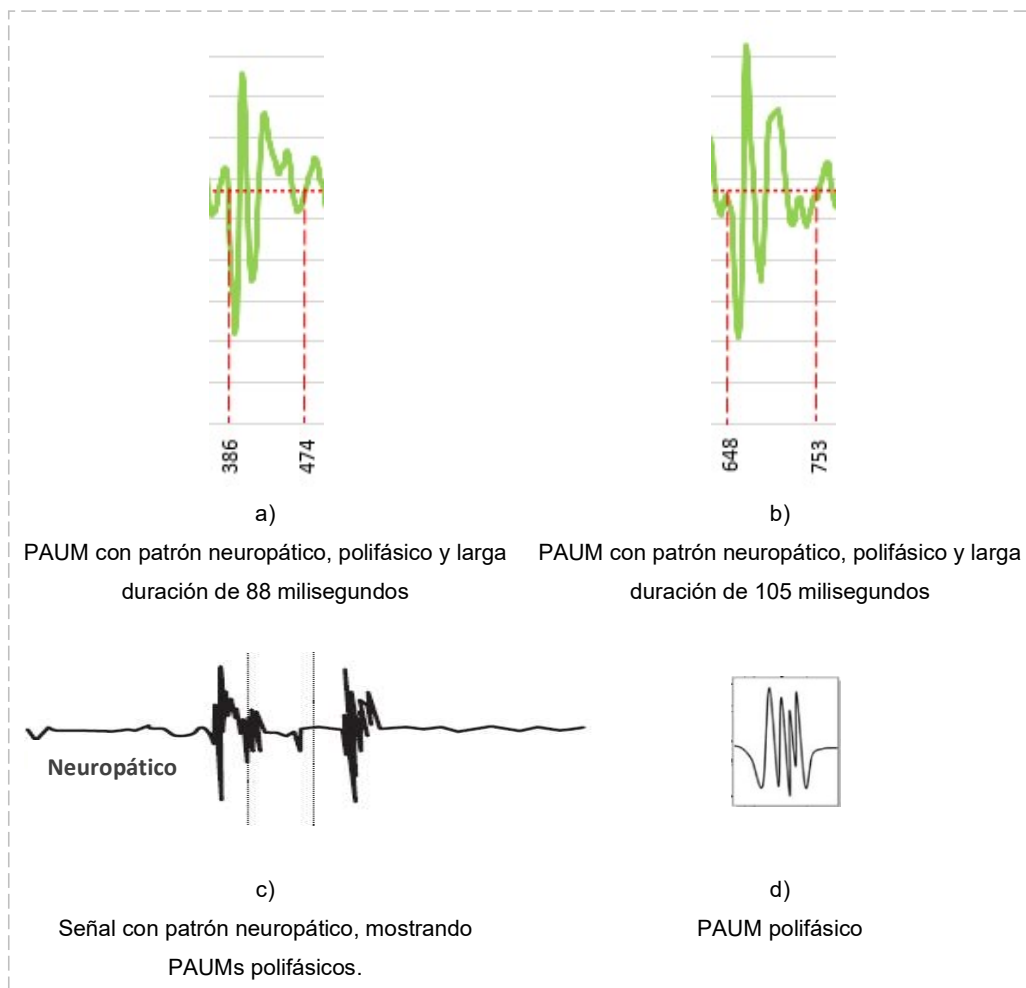 386
474
648
753
a)
PAUM con patrón neuropático, polifásico y larga
duración de 88 milisegundos
b)
PAUM con patrón neuropático, polifásico y larga
duración de 105 milisegundos
Neuropático
c)
Señal con patrón neuropático, mostrando
PAUMs polifásicos.
d)
PAUM polifásico